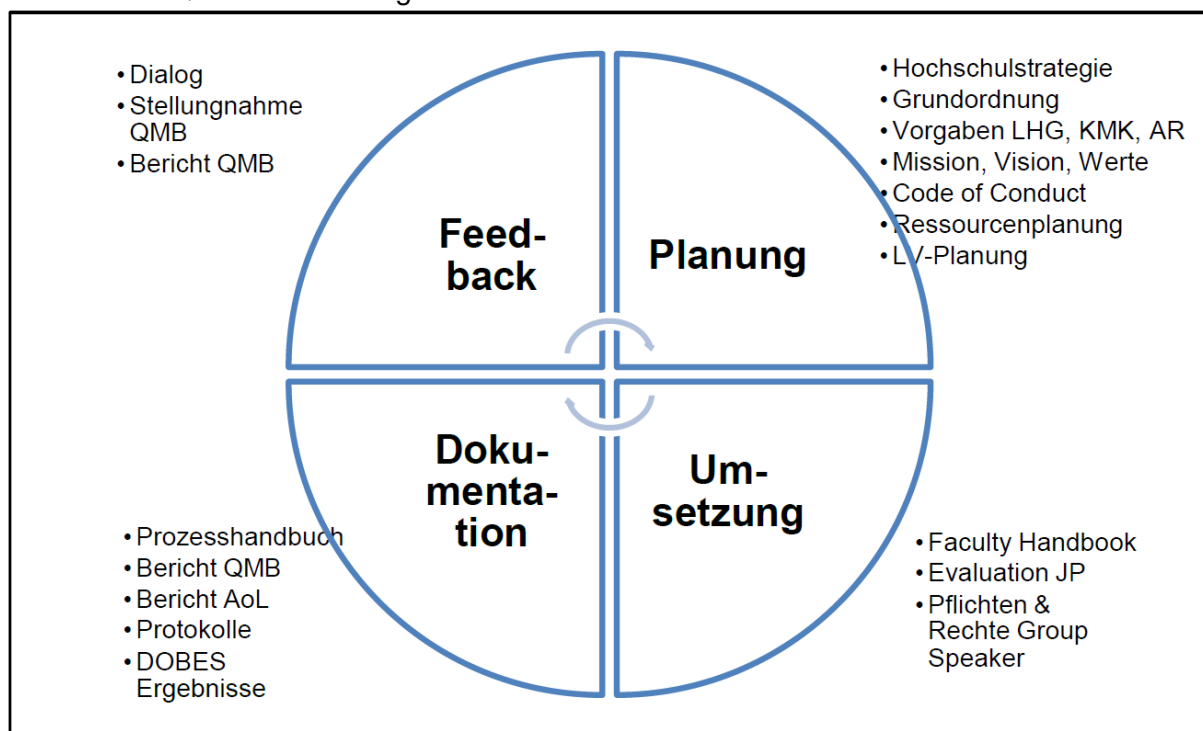 • Dialog
• Stellungnahme
QMB
• Bericht QMB
• Hochschulstrategie
• Grundordnung
• Vorgaben LHG, KMK, AR
• Mission, Vision, Werte
• Code of Conduct
• Ressourcenplanung
• LV-Planung
Feed-
back
Planung
Doku-
menta-
tion
Um-
setzung
• Prozesshandbuch
• Bericht QMB
• Bericht AoL
• Protokolle
• DOBES
Ergebnisse
• Faculty Handbook
• Evaluation JP
• Pflichten &
Rechte Group
Speaker